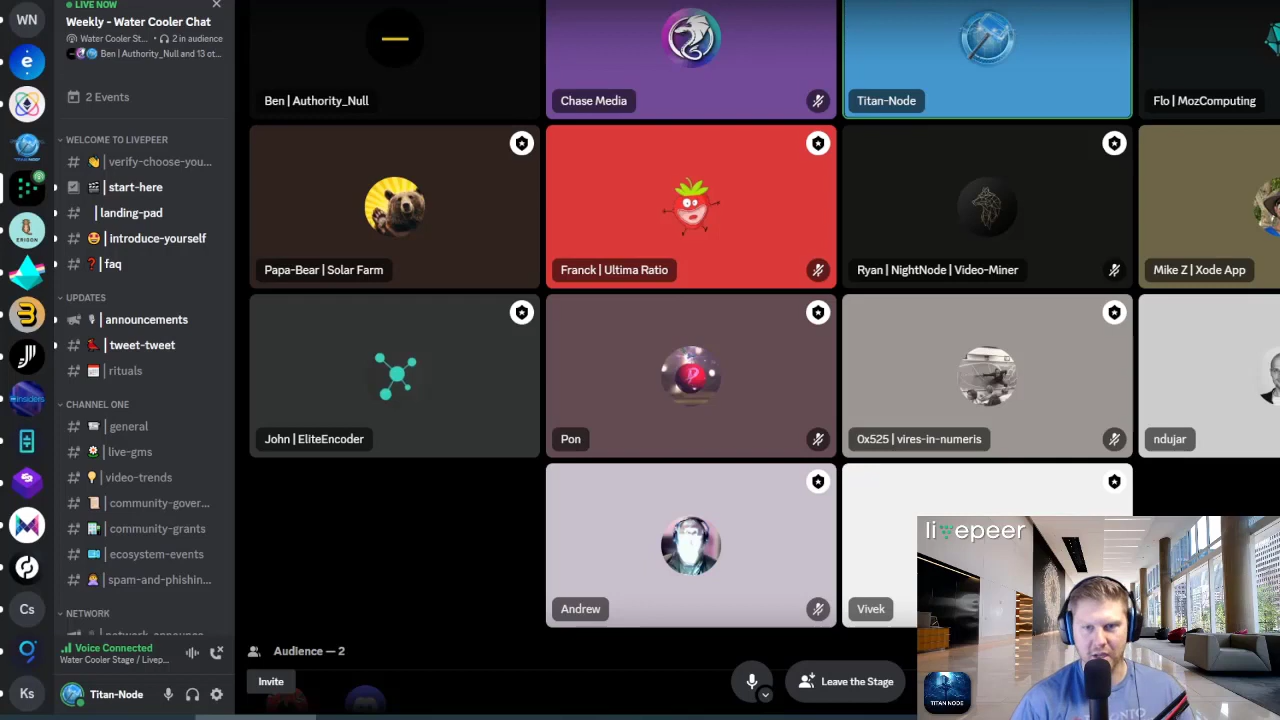 WN
LIVE NOW
Weekly - Water Cooler Chat
Water Cooler St... • 2 in audience
Ben | Authority_Null and 13 ot...
2 Events
WELCOME TO LIVEPEER
# | verify-choose-you...
| start-here
# | landing-pad
# | introduce-yourself
# ❓ | faq
UPDATES
| announcements
# | tweet-tweet
# | rituals
CHANNEL ONE
# | general
# | live-gms
# | video-trends
# | community-gover...
# | community-grants
# | ecosystem-events
# | spam-and-phishin...
NETWORK
Voice Connected
Water Cooler Stage / Livep...
Titan-Node
e
ERIGON
insiders
Cs
Ks
Ben | Authority_Null
Chase Media
Titan-Node
Flo | MozComputing
Papa-Bear | Solar Farm
Franck | Ultima Ratio
Ryan | NightNode | Video-Miner
Mike Z | Xode App
John | EliteEncoder
Pon
0x525 | vires-in-numeris
ndujar
Andrew
Vivek
Audience — 2
Invite
Leave the Stage
livepeer
TITAN NODE